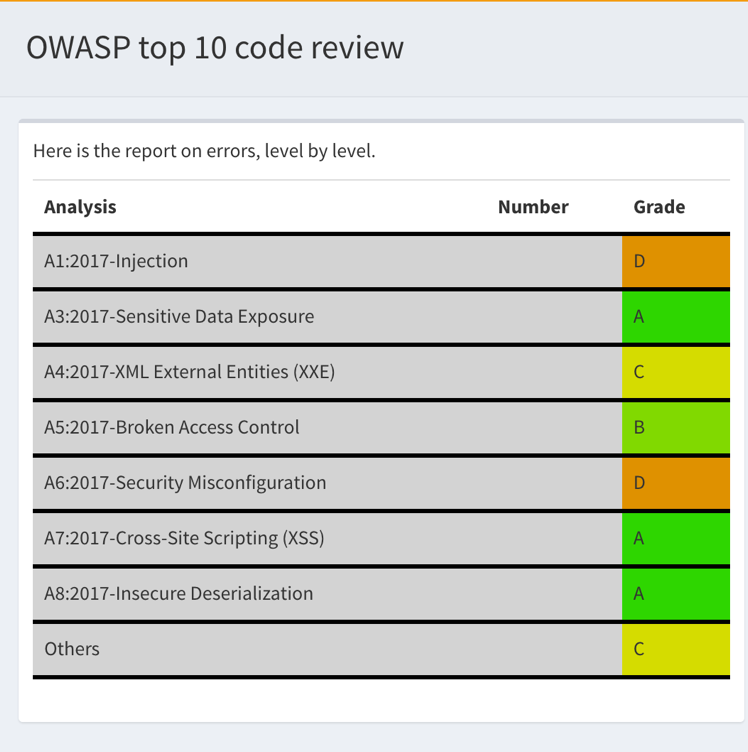 OWASP top 10 code review
Here is the report on errors, level by level.
Analysis Number Grade
A1:2017-Injection D
A3:2017-Sensitive Data Exposure A
A4:2017-XML External Entities (XXE) C
A5:2017-Broken Access Control B
A6:2017-Security Misconfiguration D
A7:2017-Cross-Site Scripting (XSS) A
A8:2017-Insecure Deserialization A
Others C